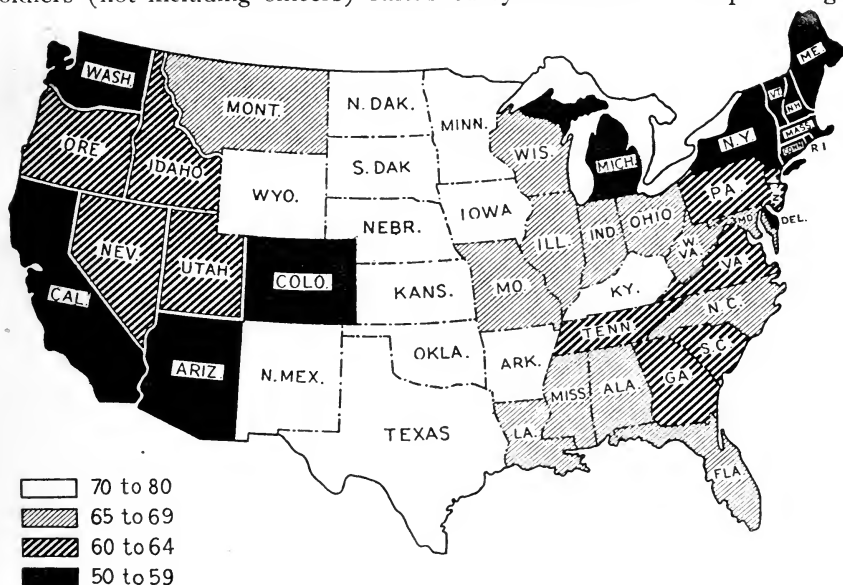 WASH.
MONT.
N. DAK.
MINN.
ME.
VT.
NH
MASS
CONN
R I
N.Y.
ORE
IDAHO
S. DAK
WIS.
MICH.
WYO.
PA.
NEBR.
IOWA
NEV.
UTAH
COLO.
ILL.
IND.
OHIO
MD.
DEL.
W. VA.
VA.
CAL.
KANS.
MO.
KY.
N.C.
TENN.
ARIZ.
N.MEX.
OKLA.
ARK.
S.C.
GA
MISS
ALA.
TEXAS
LA.
FLA.
70 to 80
65 to 69
60 to 64
50 to 59